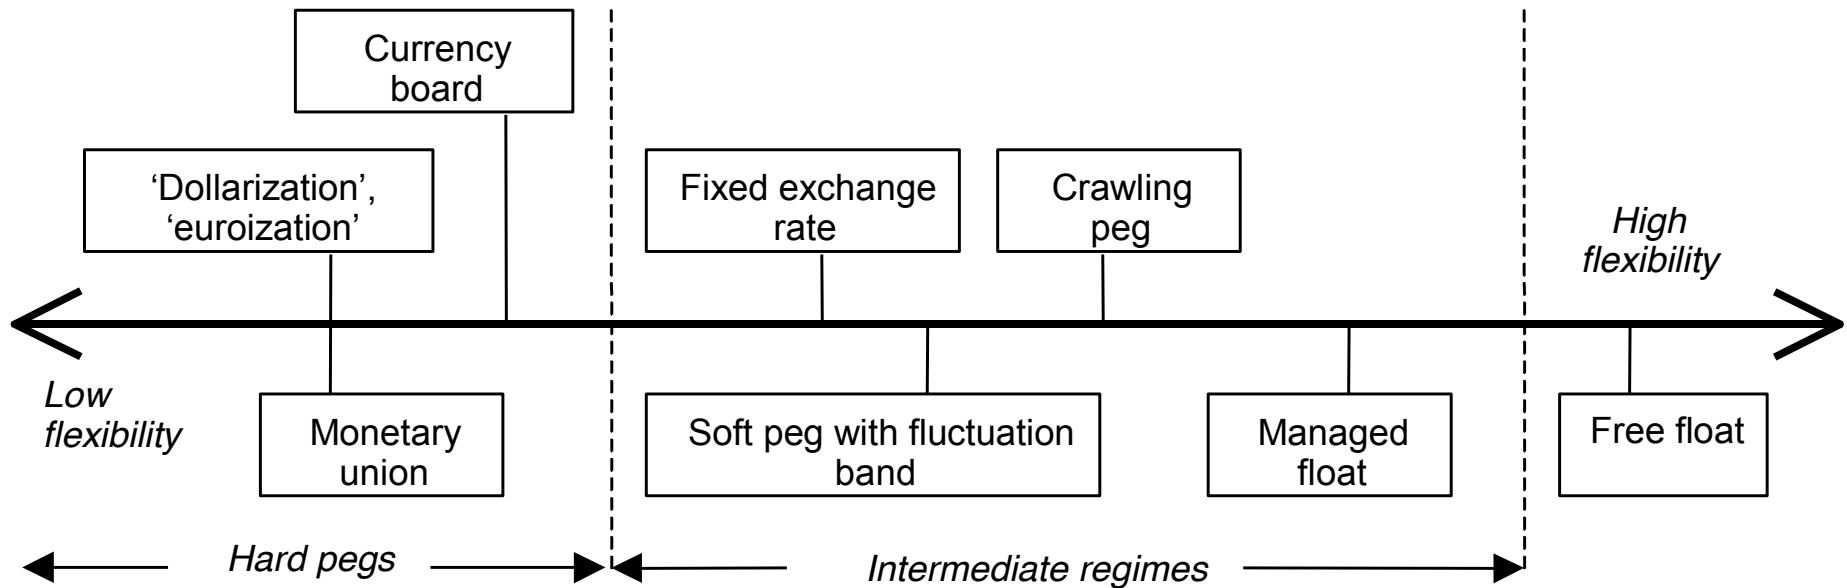 Currency
board
‘Dollarization’,
‘euroization’
Fixed exchange
rate
Crawling
peg
High
flexibility
Low
flexibility
Monetary
union
Soft peg with fluctuation
band
Managed
float
Free float
Hard pegs
Intermediate regimes